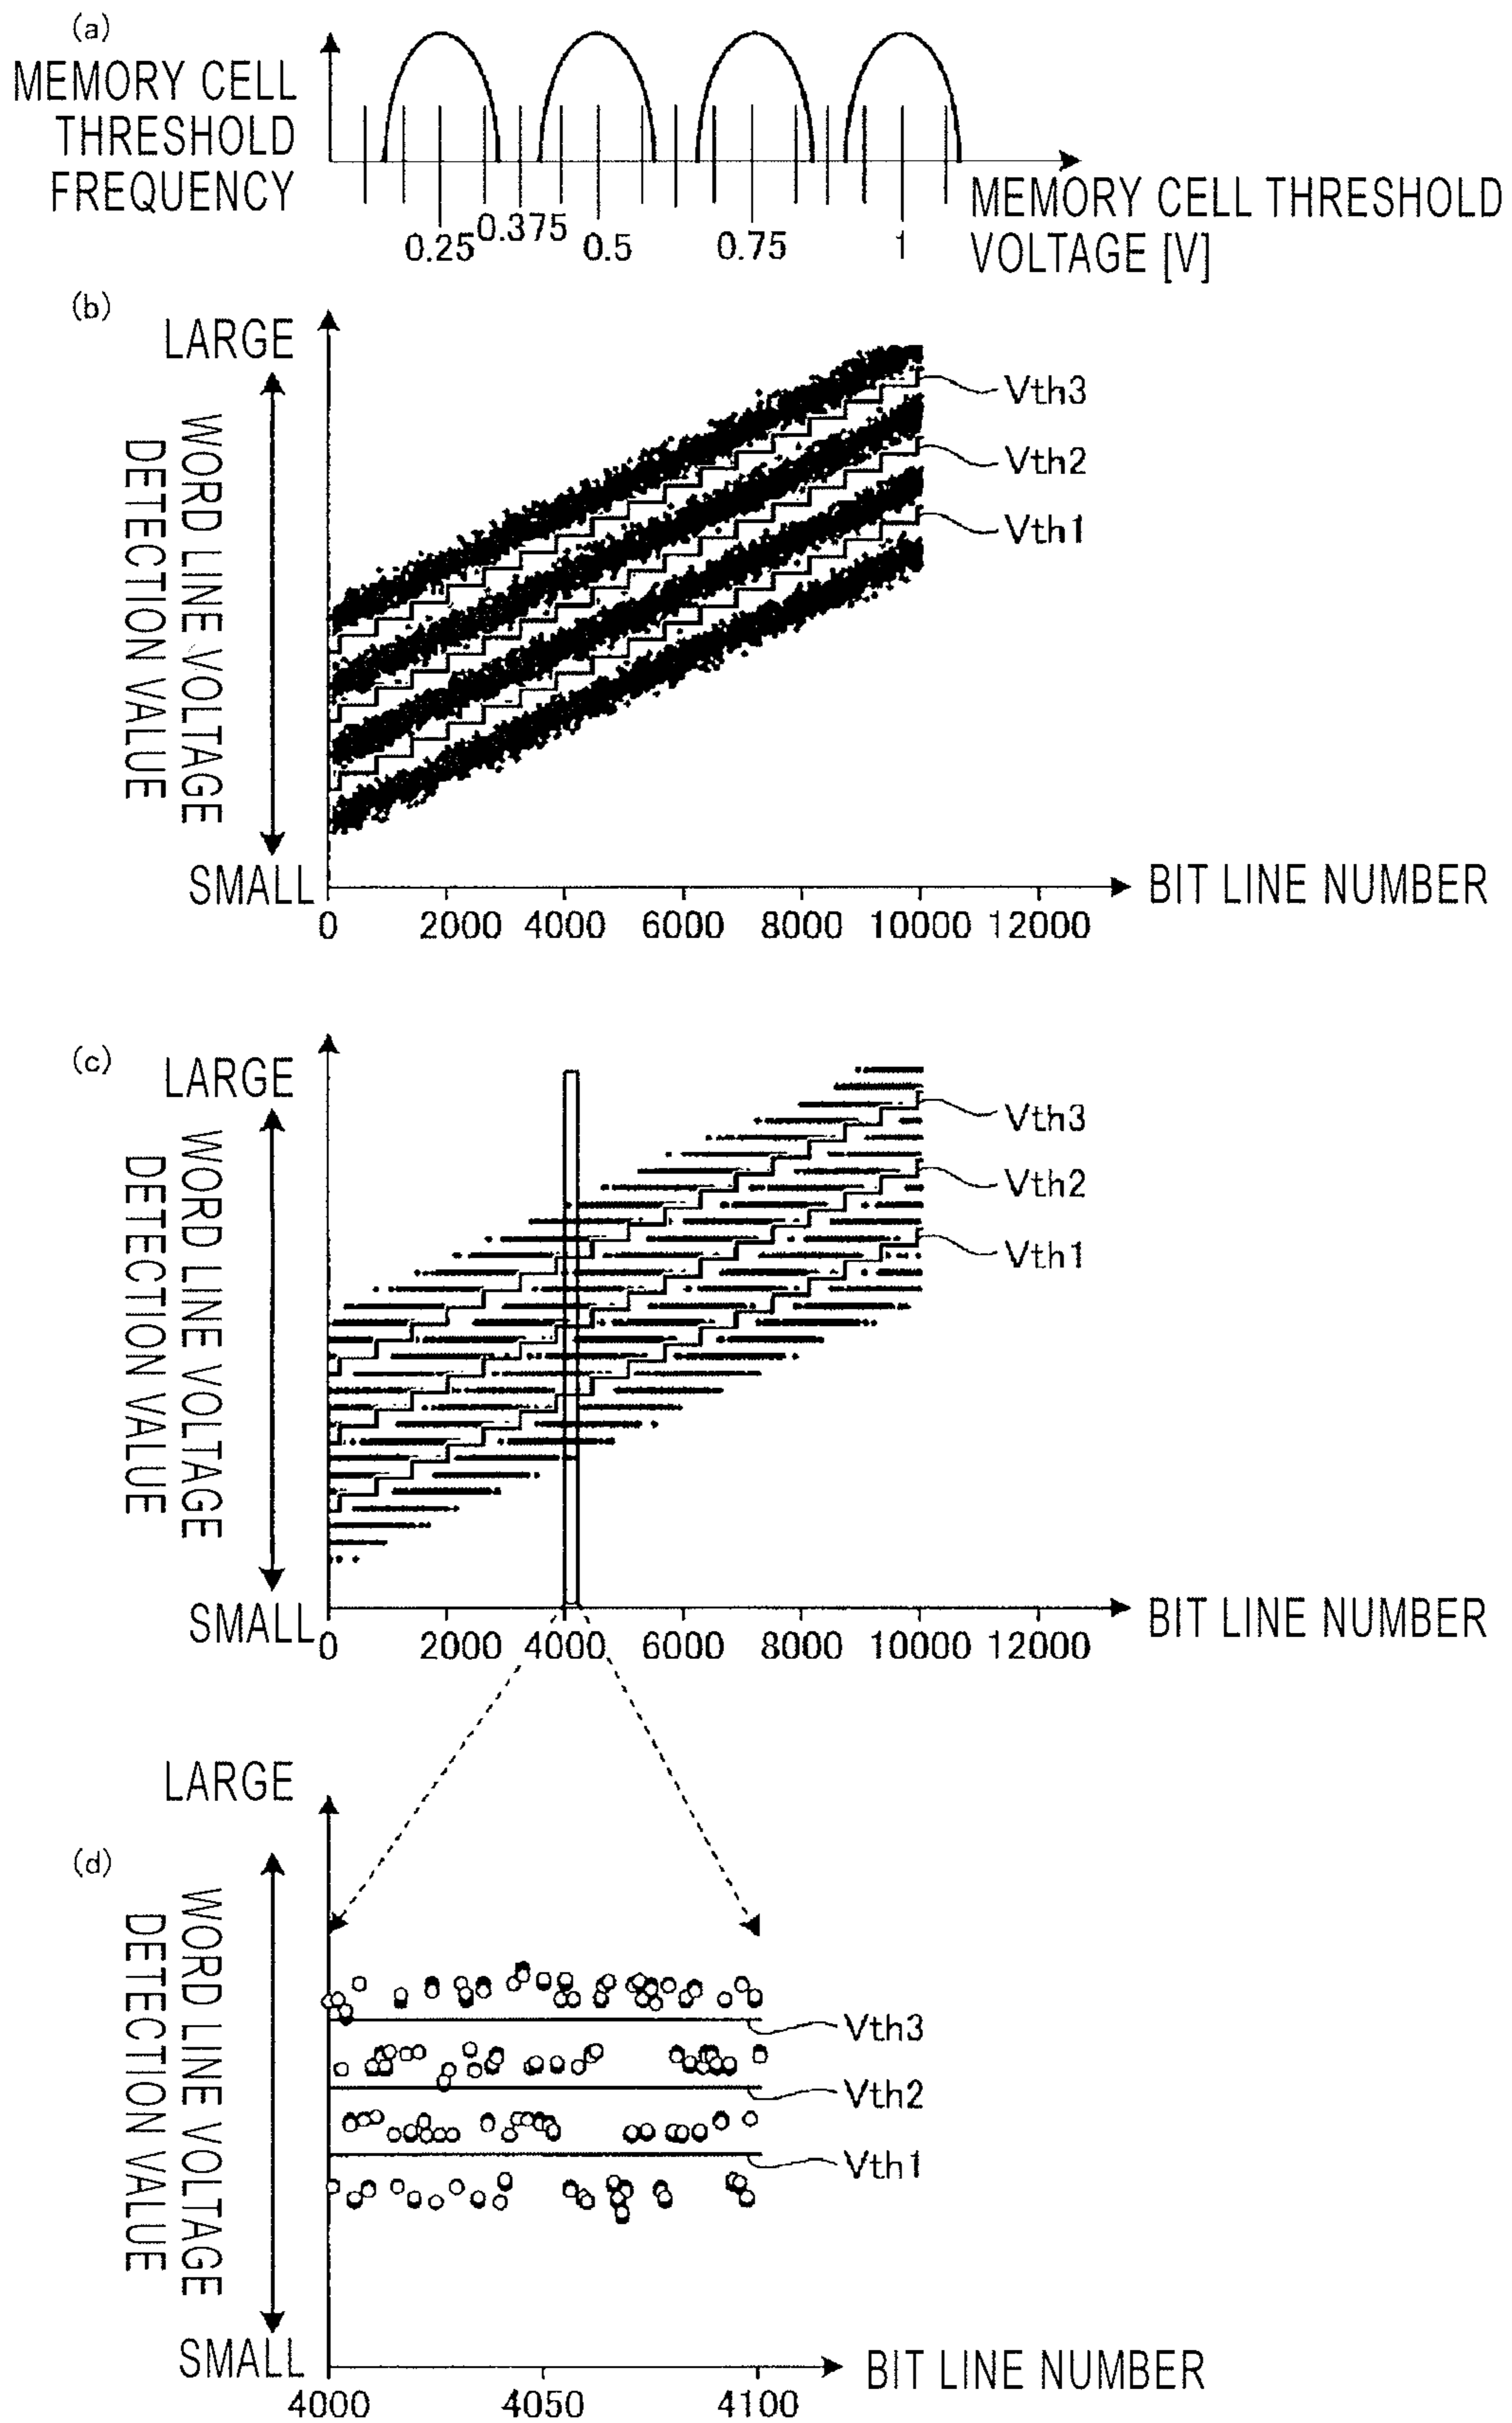 (a)
MEMORY CELL
THRESHOLD
FREQUENCY
0.25
0.375
0.5
0.75
1
MEMORY CELL THRESHOLD
VOLTAGE [V]
(b)
LARGE
WORD LINE VOLTAGE
DETECTION VALUE
SMALL
Vth3
Vth2
Vth1
0 2000 4000 6000 8000 10000 12000
BIT LINE NUMBER
(c)
LARGE
WORD LINE VOLTAGE
DETECTION VALUE
SMALL
Vth3
Vth2
Vth1
0 2000 4000 6000 8000 10000 12000
BIT LINE NUMBER
LARGE
(d)
WORD LINE VOLTAGE
DETECTION VALUE
SMALL
Vth3
Vth2
Vth1
4000 4050 4100
BIT LINE NUMBER